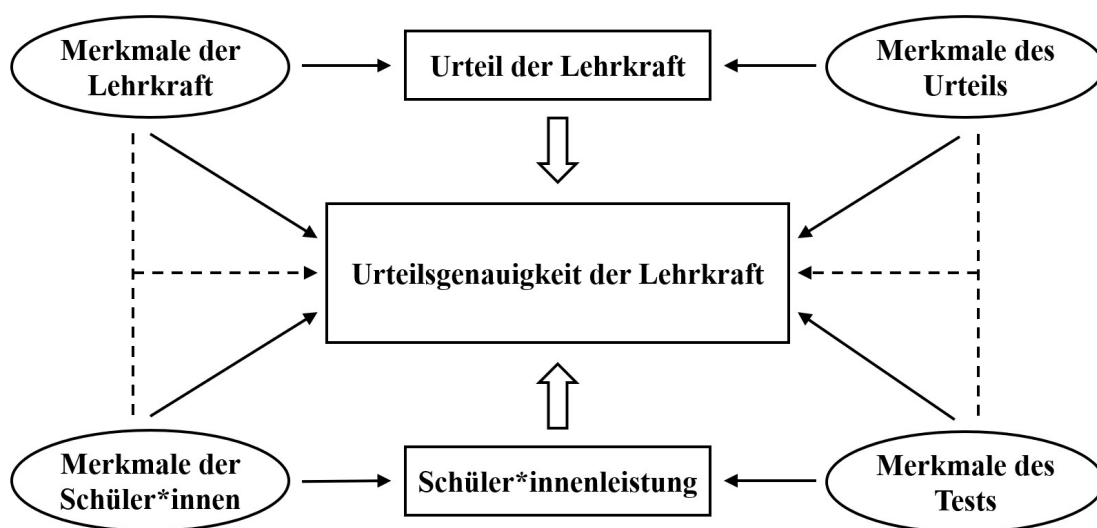 Merkmale der
Lehrkraft
Urteil der Lehrkraft
Merkmale des
Urteils
Urteilsgenauigkeit der Lehrkraft
Merkmale der
Schüler*innen
Schüler*innenleistung
Merkmale des
Tests